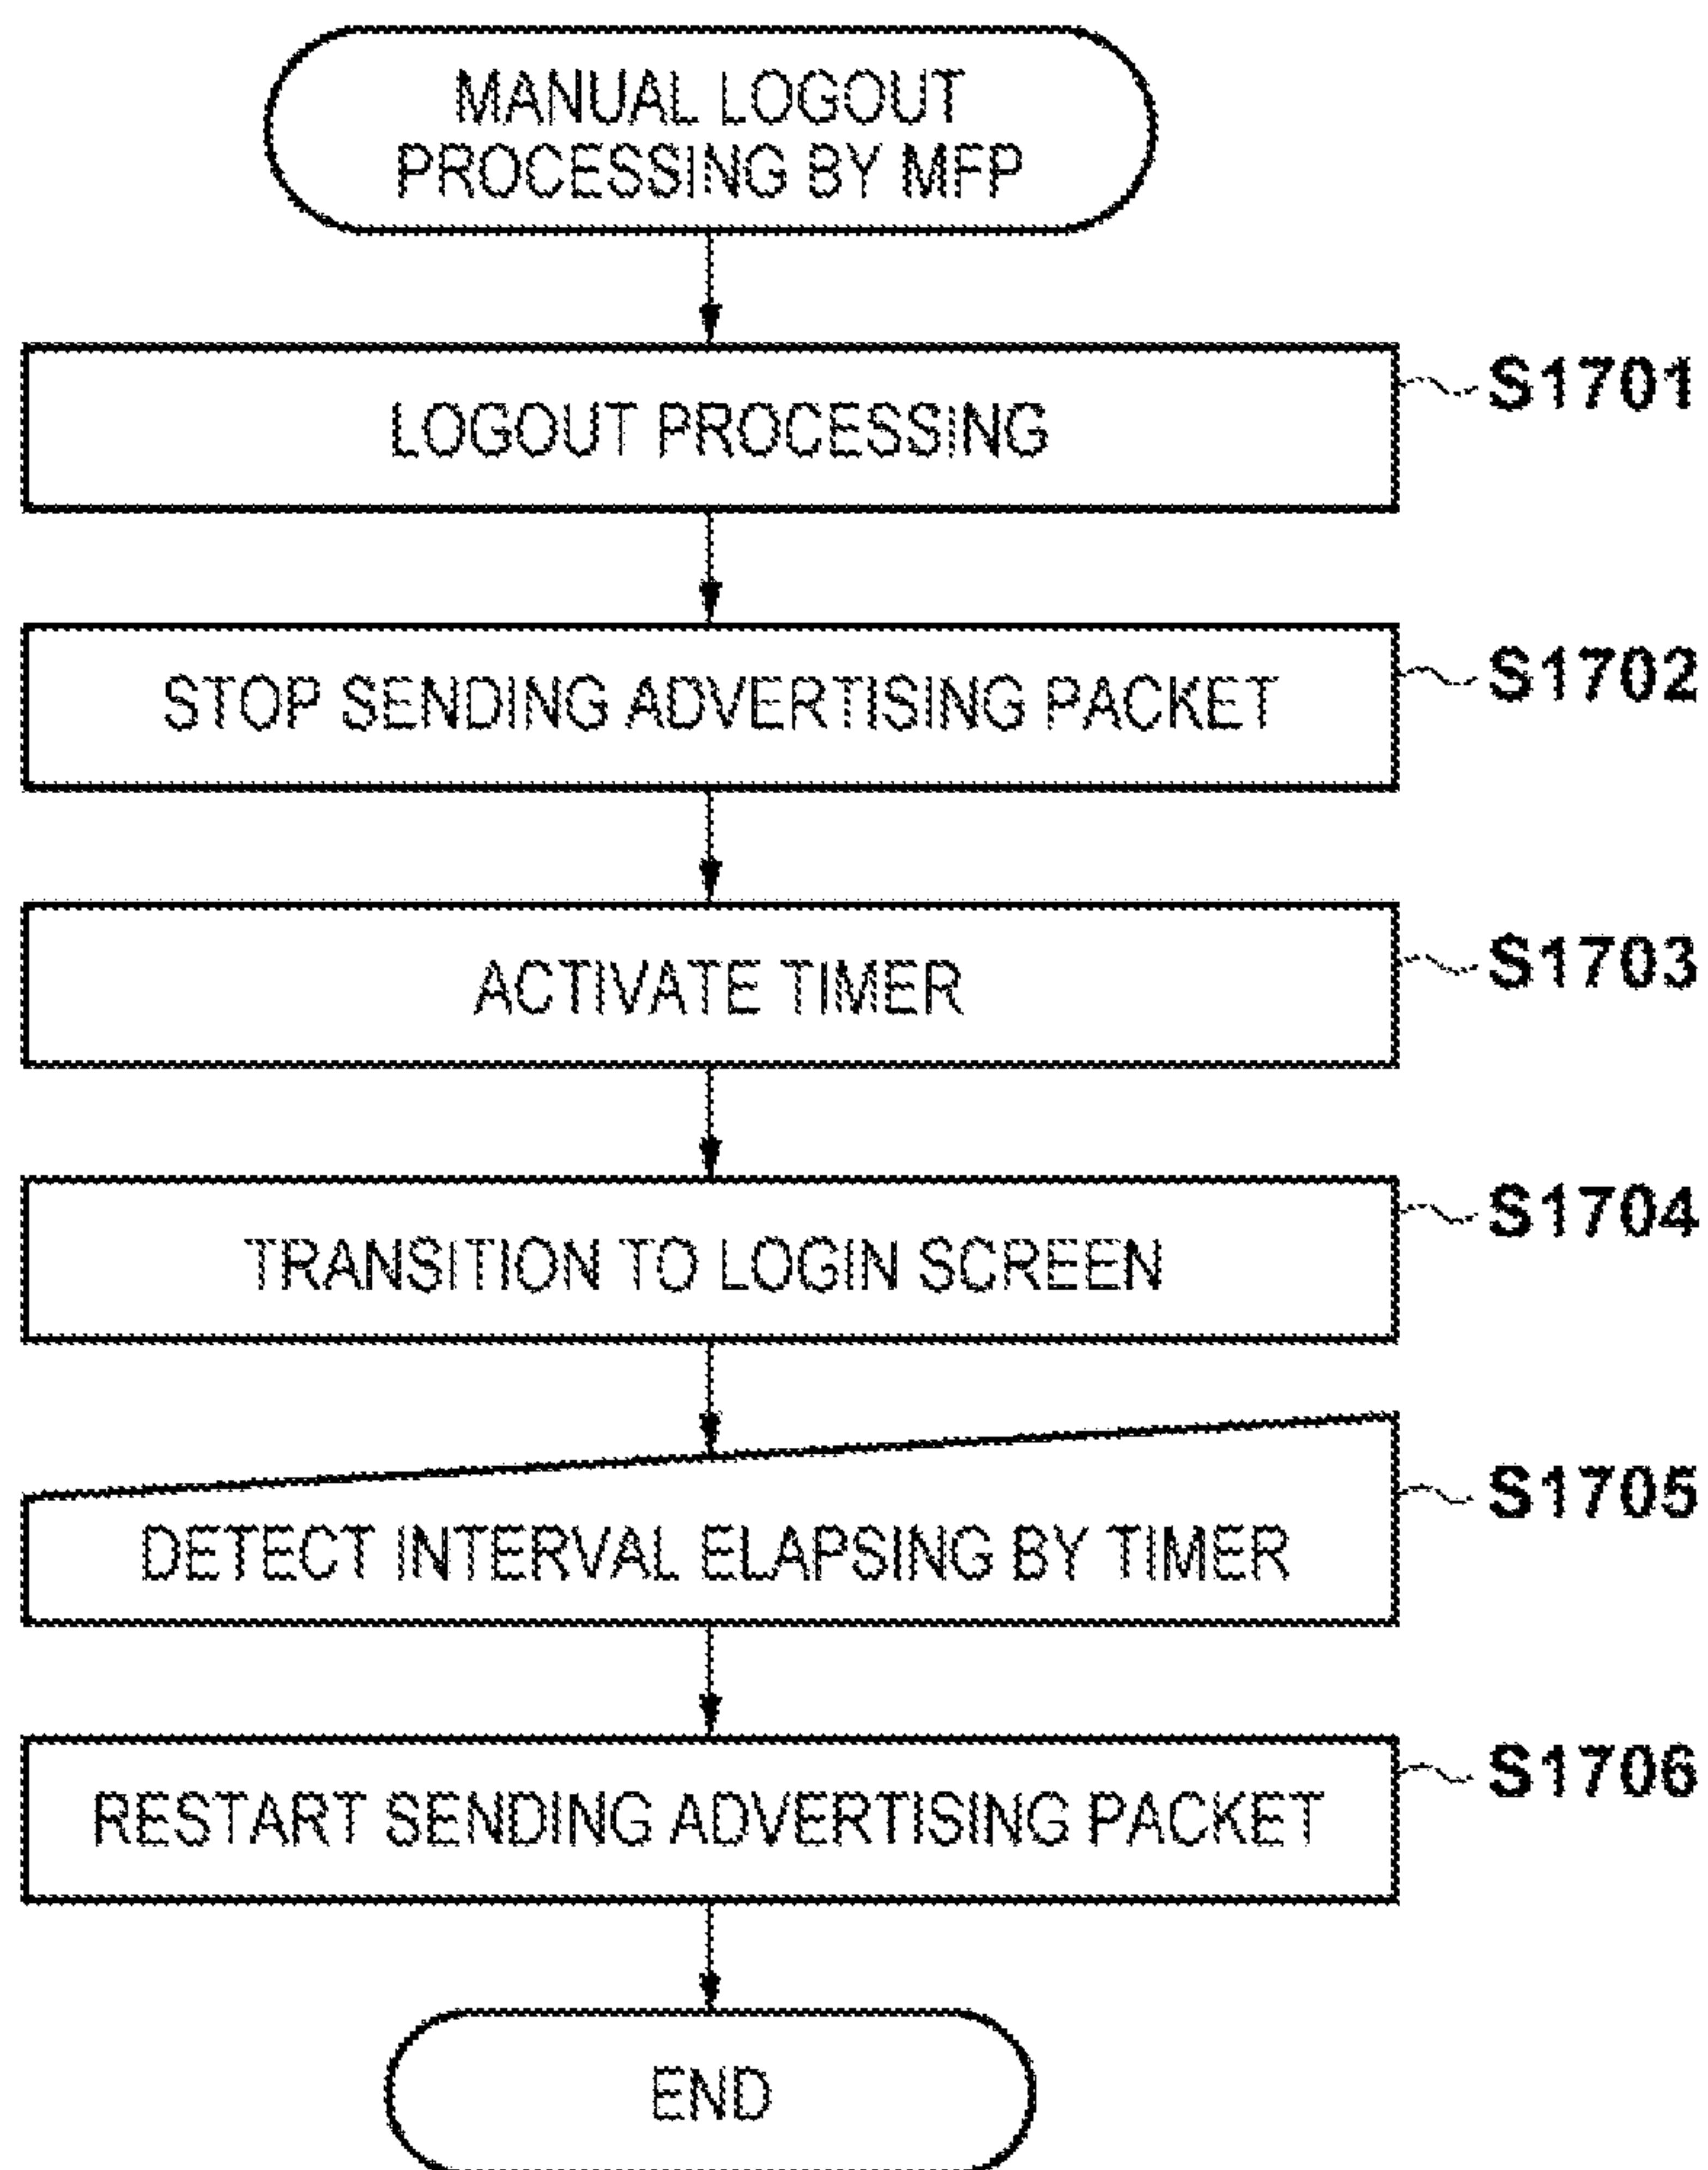 MANUAL LOGOUT
PROCESSING BY MFP
LOGOUT PROCESSING
S1701
STOP SENDING ADVERTISING PACKET
S1702
ACTIVATE TIMER
S1703
TRANSITION TO LOGIN SCREEN
S1704
DETECT INTERVAL ELAPSING BY TIMER
S1705
RESTART SENDING ADVERTISING PACKET
S1706
END